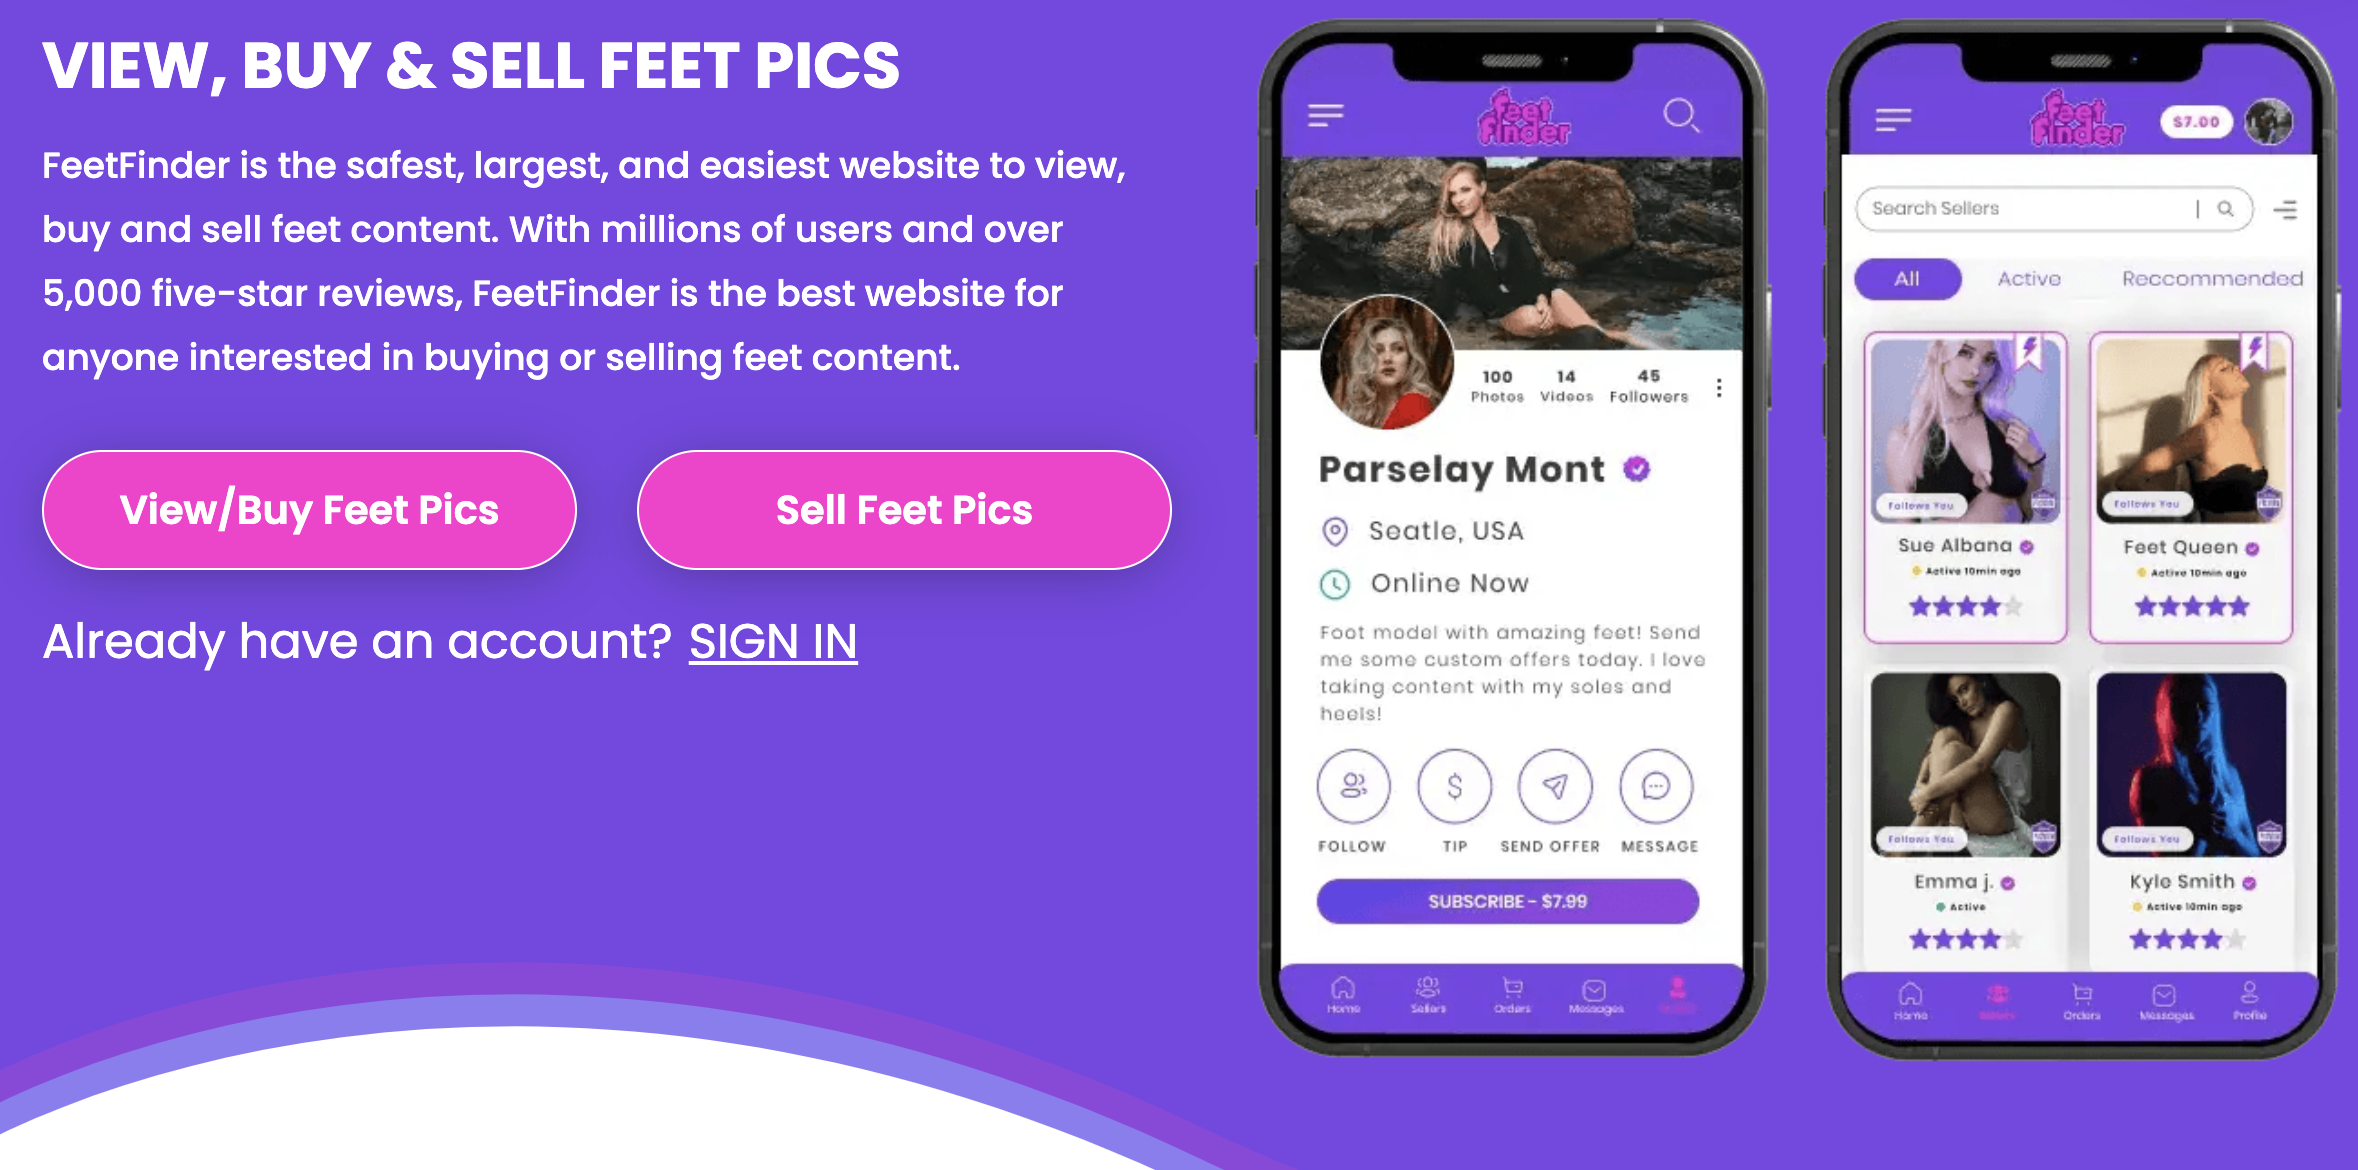 VIEW, BUY & SELL FEET PICS
FeetFinder is the safest, largest, and easiest website to view,
buy and sell feet content. With millions of users and over
5,000 five-star reviews, FeetFinder is the best website for
anyone interested in buying or selling feet content.
View/Buy Feet Pics
Sell Feet Pics
Already have an account? SIGN IN
Feet
Finder
100
Photos
14
Videos
45
Followers
Parselay Mont
Seatle, USA
Online Now
Foot model with amazing feet! Send
me some custom offers today. I love
taking content with my soles and
heels!
FOLLOW
TIP
SEND OFFER
MESSAGE
SUBSCRIBE - $7.99
Home
Sellers
Orders
Messages
Feet
Finder
$7.00
Search Sellers
All
Active
Reccommended
Follows You
Sue Albana
Active 10min ago
Follows You
Feet Queen
Active 10min ago
Follows You
Emma j.
Active
Follows You
Kyle Smith
Active 10min ago
Home
Sellers
Orders
Messages
Profile